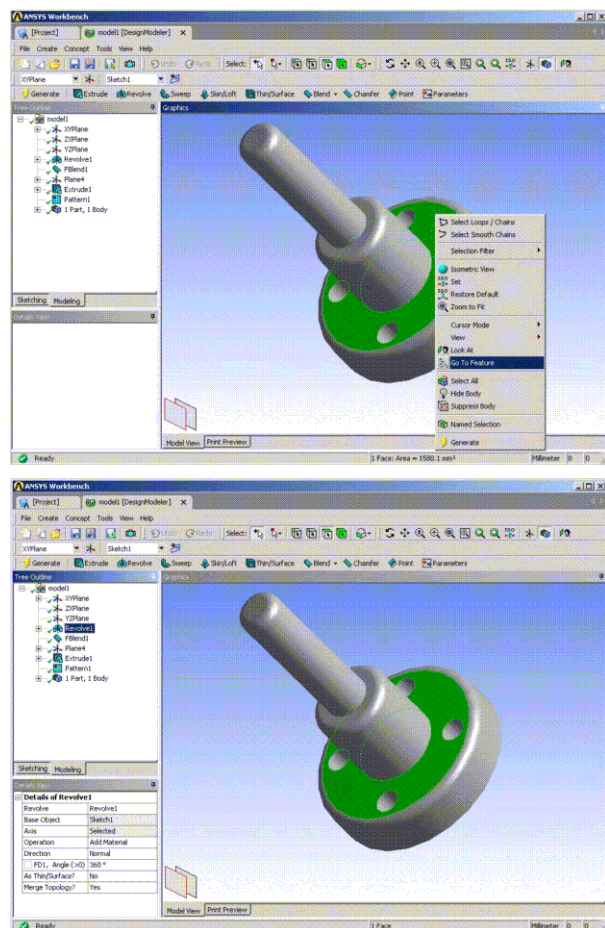 ANSYS Workbench
[Project] model1 [DesignModeler] ×
File Create Concept Tools View Help
Undo Redo Select: ISO
XYPlane Sketch1
Generate Extrude Revolve Sweep Skin/Loft Thin/Surface Blend Chamfer Point Parameters
Tree Outline Graphics
model1
XYPlane
ZXPlane
YZPlane
Revolve1
FBlend1
Plane4
Extrude1
Pattern1
1 Part, 1 Body
Sketching Modeling
Details View
Select Loops / Chains
Select Smooth Chains
Selection Filter
Isometric View
ISO Set
ISO Restore Default
Zoom to Fit
Cursor Mode
View
Look At
Go To Feature
Select All
Hide Body
Suppress Body
Named Selection
Generate
Model View Print Preview
Ready 1 Face: Area = 1580.1 mm² Millimeter 0 0
ANSYS Workbench
[Project] model1 [DesignModeler] ×
File Create Concept Tools View Help
Undo Redo Select: ISO
XYPlane Sketch1
Generate Extrude Revolve Sweep Skin/Loft Thin/Surface Blend Chamfer Point Parameters
Tree Outline Graphics
model1
XYPlane
ZXPlane
YZPlane
Revolve1
FBlend1
Plane4
Extrude1
Pattern1
1 Part, 1 Body
Sketching Modeling
Details View
Details of Revolve1
Revolve Revolve1
Base Object Sketch1
Axis Selected
Operation Add Material
Direction Normal
FD1, Angle (>0) 360 °
As Thin/Surface? No
Merge Topology? Yes
Model View Print Preview
Ready 1 Face Millimeter 0 0